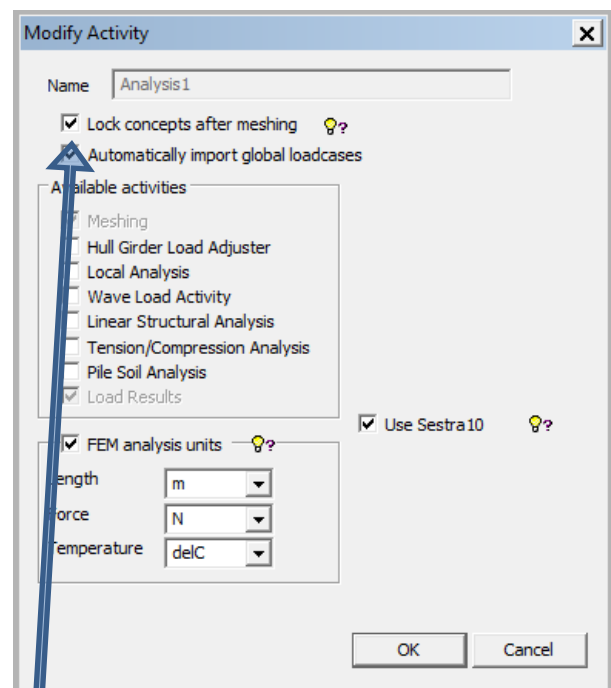 Modify Activity
Name Analysis1
Lock concepts after meshing ?
Automatically import global loadcases
Available activities
Meshing
Hull Girder Load Adjuster
Local Analysis
Wave Load Activity
Linear Structural Analysis
Tension/Compression Analysis
Pile Soil Analysis
Load Results
Use Sestra10 ?
FEM analysis units ?
Length m
Force N
Temperature delC
OK Cancel